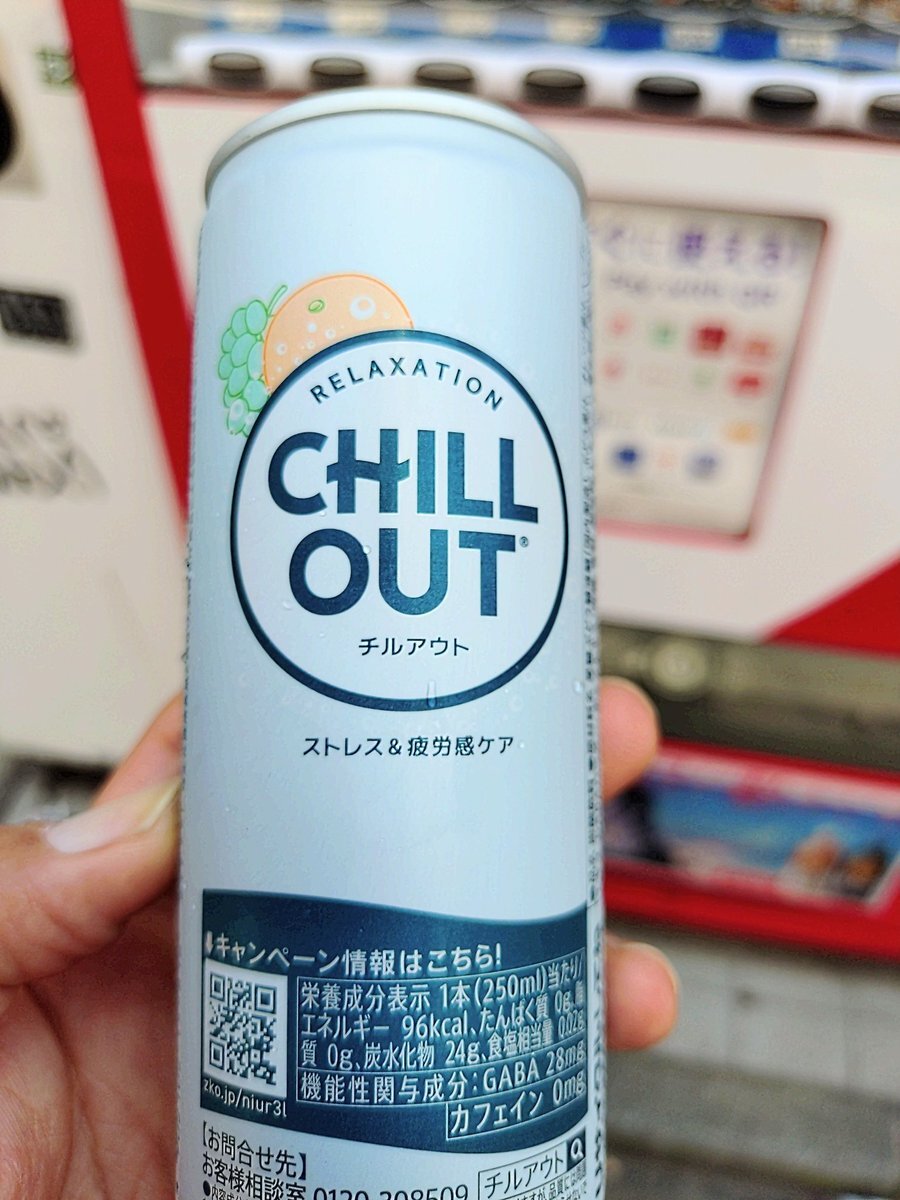 RELAXATION
CHILL
OUT®
チルアウト
ストレス&疲労感ケア
キャンペーン情報はこちら!
栄養成分表示 1本(250ml)当たり/
エネルギー 96kcal、たんぱく質 0g、脂
質 0g、炭水化物 24g、食塩相当量 0.02g
機能性関与成分:GABA 28mg
カフェイン 0mg
zko.jp/niur3l
【お問合せ先】
お客様相談室 0120-208509
チルアウト